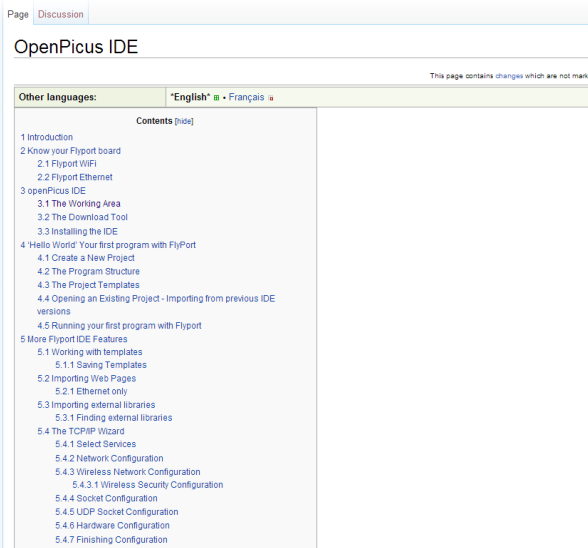 Page Discussion
OpenPicus IDE
This page contains changes which are not mark
Other languages: *English* • Français
Contents [hide]
1 Introduction
2 Know your Flyport board
2.1 Flyport WiFi
2.2 Flyport Ethernet
3 openPicus IDE
3.1 The Working Area
3.2 The Download Tool
3.3 Installing the IDE
4 'Hello World' Your first program with FlyPort
4.1 Create a New Project
4.2 The Program Structure
4.3 The Project Templates
4.4 Opening an Existing Project - Importing from previous IDE
versions
4.5 Running your first program with Flyport
5 More Flyport IDE Features
5.1 Working with templates
5.1.1 Saving Templates
5.2 Importing Web Pages
5.2.1 Ethernet only
5.3 Importing external libraries
5.3.1 Finding external libraries
5.4 The TCP/IP Wizard
5.4.1 Select Services
5.4.2 Network Configuration
5.4.3 Wireless Network Configuration
5.4.3.1 Wireless Security Configuration
5.4.4 Socket Configuration
5.4.5 UDP Socket Configuration
5.4.6 Hardware Configuration
5.4.7 Finishing Configuration